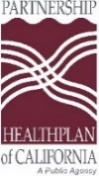 PARTNERSHIP
HEALTHPLAN
of CALIFORNIA
A Public Agency